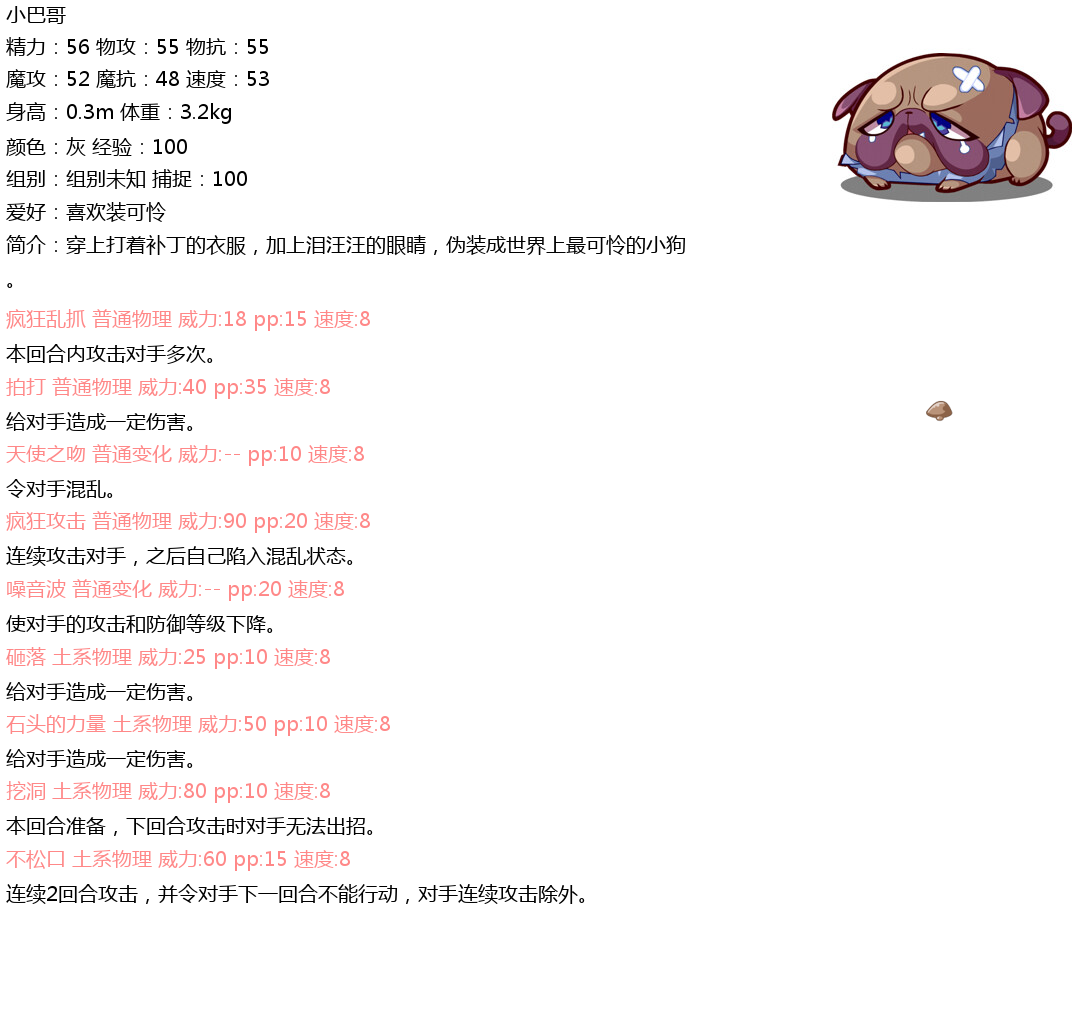 小巴哥
精力：56 物攻：55 物抗：55
魔攻：52 魔抗：48 速度：53
身高：0.3m 体重：3.2kg
颜色：灰 经验：100
组别：组别未知 捕捉：100
爱好：喜欢装可怜
简介：穿上打着补丁的衣服，加上泪汪汪的眼睛，伪装成世界上最可怜的小狗
。
疯狂乱抓 普通物理 威力:18 pp:15 速度:8
本回合内攻击对手多次。
拍打 普通物理 威力:40 pp:35 速度:8
给对手造成一定伤害。
天使之吻 普通变化 威力:-- pp:10 速度:8
令对手混乱。
疯狂攻击 普通物理 威力:90 pp:20 速度:8
连续攻击对手，之后自己陷入混乱状态。
噪音波 普通变化 威力:-- pp:20 速度:8
使对手的攻击和防御等级下降。
砸落 土系物理 威力:25 pp:10 速度:8
给对手造成一定伤害。
石头的力量 土系物理 威力:50 pp:10 速度:8
给对手造成一定伤害。
挖洞 土系物理 威力:80 pp:10 速度:8
本回合准备，下回合攻击时对手无法出招。
不松口 土系物理 威力:60 pp:15 速度:8
连续2回合攻击，并令对手下一回合不能行动，对手连续攻击除外。